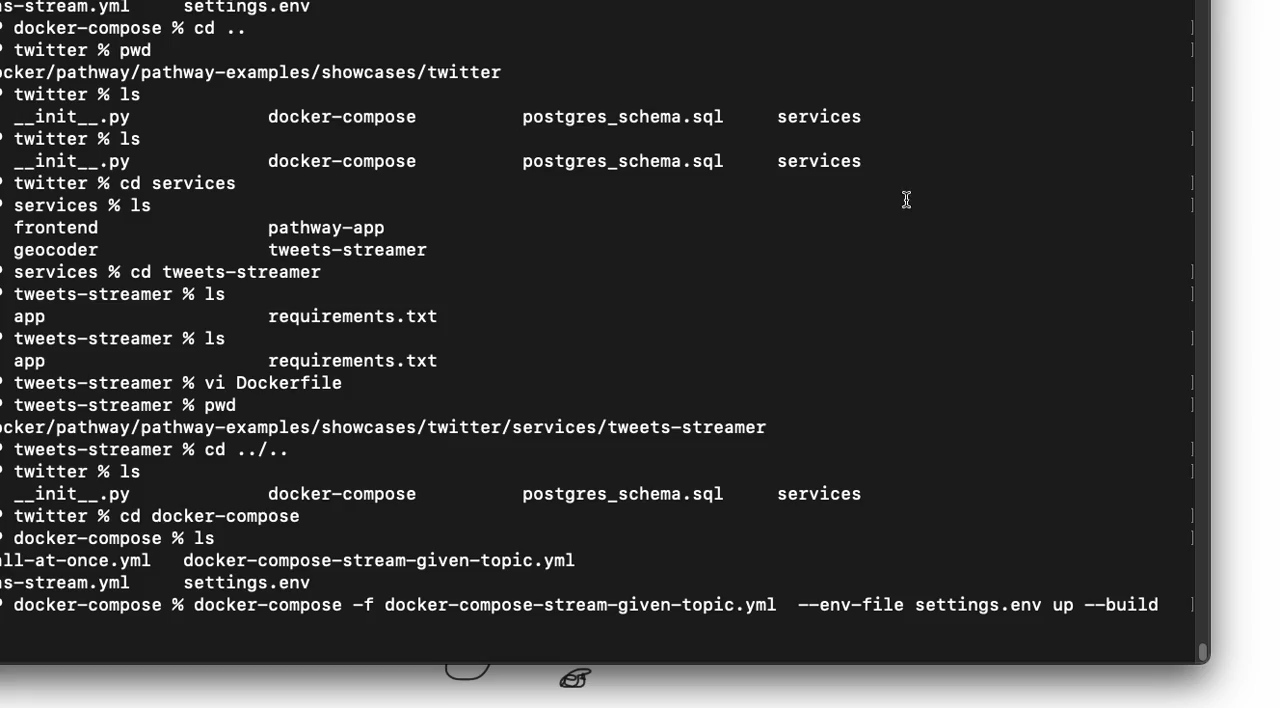 s-stream.yml settings.env
docker-compose % cd ..
twitter % pwd
ocker/pathway/pathway-examples/showcases/twitter
twitter % ls
__init__.py docker-compose postgres_schema.sql services
twitter % ls
__init__.py docker-compose postgres_schema.sql services
twitter % cd services
services % ls
frontend pathway-app
geocoder tweets-streamer
services % cd tweets-streamer
tweets-streamer % ls
app requirements.txt
tweets-streamer % ls
app requirements.txt
tweets-streamer % vi Dockerfile
tweets-streamer % pwd
ocker/pathway/pathway-examples/showcases/twitter/services/tweets-streamer
tweets-streamer % cd ../..
twitter % ls
__init__.py docker-compose postgres_schema.sql services
twitter % cd docker-compose
docker-compose % ls
all-at-once.yml docker-compose-stream-given-topic.yml
as-stream.yml settings.env
docker-compose % docker-compose -f docker-compose-stream-given-topic.yml --env-file settings.env up --build